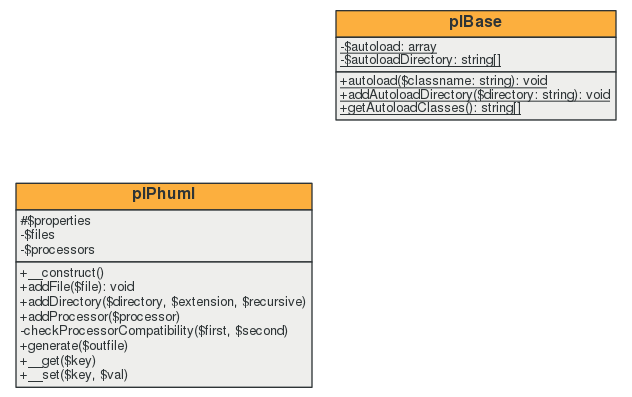 plBase
-$autoload: array
-$autoloadDirectory: string[]
+autoload($classname: string): void
+addAutoloadDirectory($directory: string): void
+getAutoloadClasses(): string[]
plPhuml
#$properties
-$files
-$processors
+__construct()
+addFile($file): void
+addDirectory($directory, $extension, $recursive)
+addProcessor($processor)
-checkProcessorCompatibility($first, $second)
+generate($outfile)
+__get($key)
+__set($key, $val)